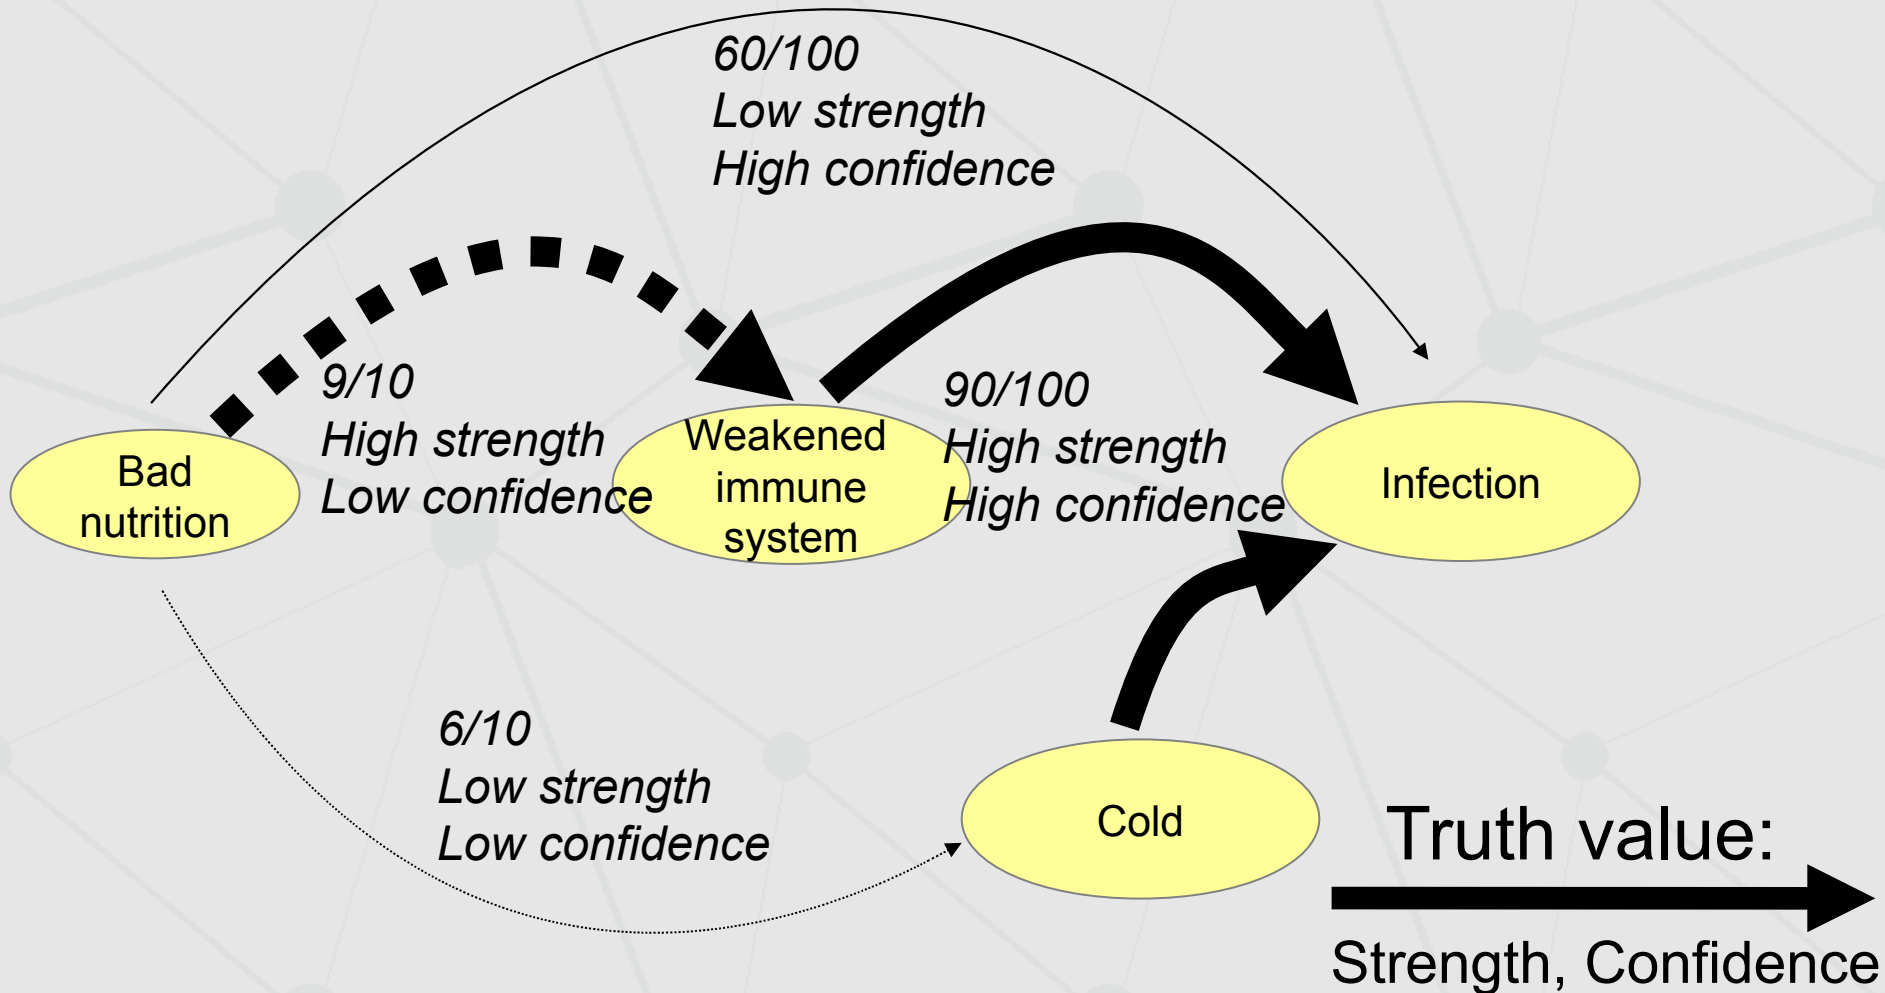 60/100
Low strength
High confidence
9/10
High strength
Low confidence
90/100
High strength
High confidence
Bad
nutrition
Weakened
immune
system
Infection
6/10
Low strength
Low confidence
Cold
Truth value:
Strength, Confidence